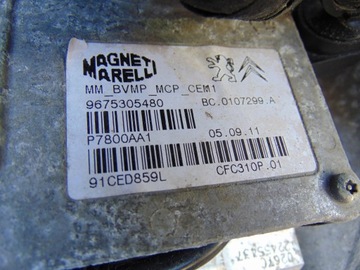 MAGNETI
MARELLI
MM_BVMP_MCP_CEM1
9675305480 BC.0107299.A
P7800AA1 05.09.11
91CED859L CFC310P.01